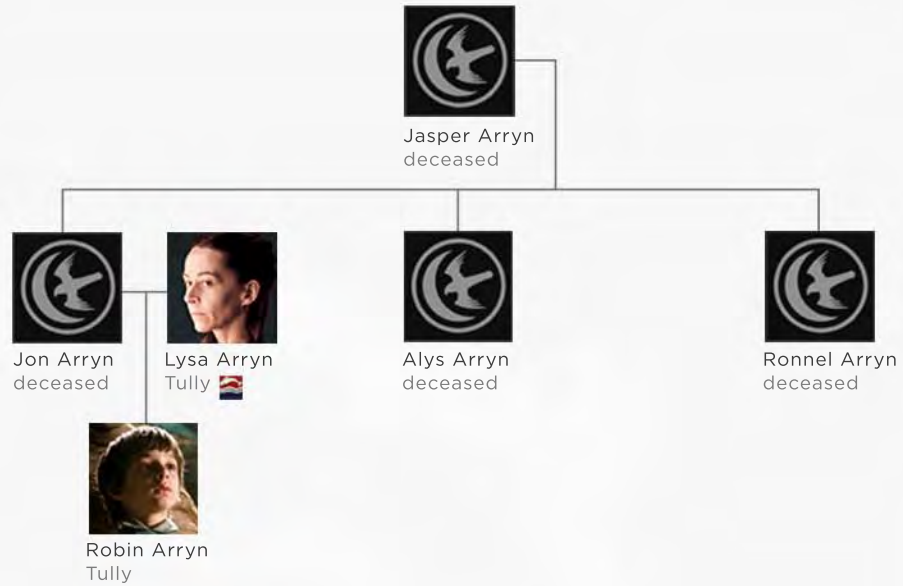 Jasper Arryn
deceased
Jon Arryn
deceased
Lysa Arryn
Tully
Alys Arryn
deceased
Ronnel Arryn
deceased
Robin Arryn
Tully